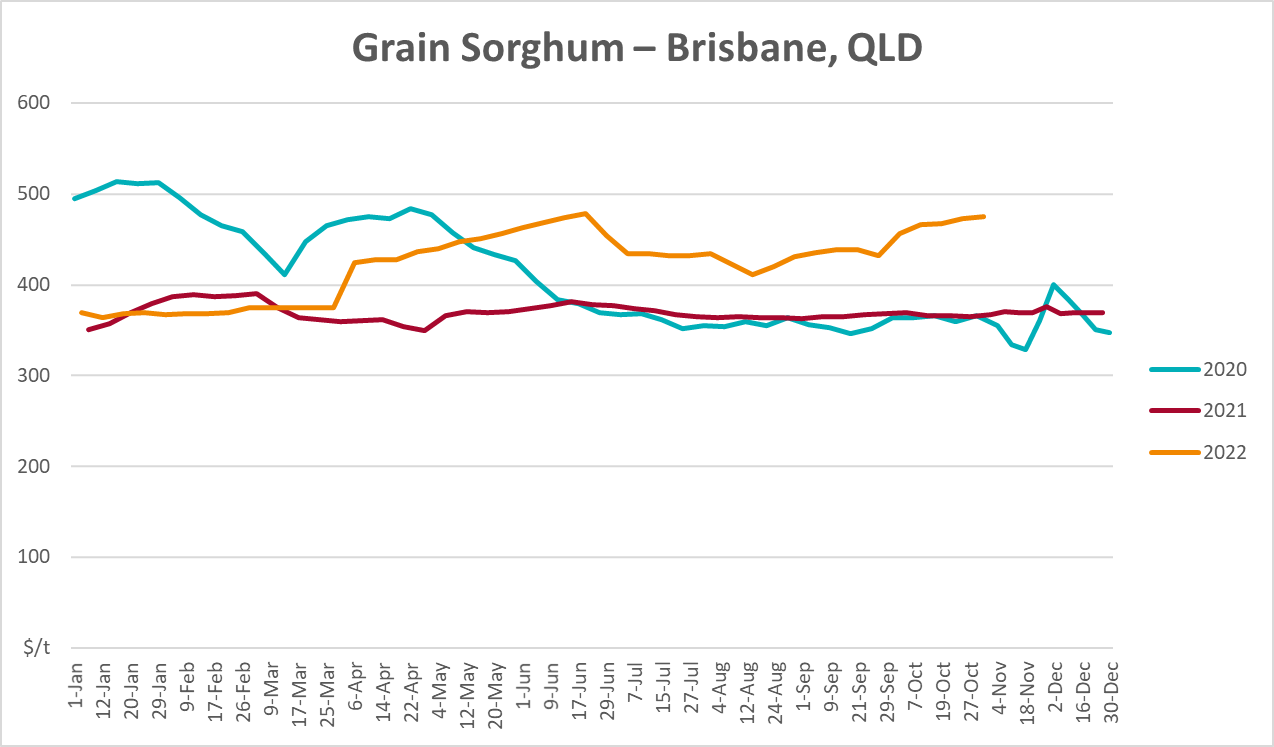 Grain Sorghum – Brisbane, QLD
600
500
400
300
200
100
$/t
1-Jan
12-Jan
20-Jan
29-Jan
9-Feb
17-Feb
26-Feb
9-Mar
17-Mar
25-Mar
6-Apr
14-Apr
22-Apr
4-May
12-May
20-May
1-Jun
9-Jun
17-Jun
29-Jun
7-Jul
15-Jul
27-Jul
4-Aug
12-Aug
24-Aug
1-Sep
9-Sep
21-Sep
29-Sep
7-Oct
19-Oct
27-Oct
4-Nov
18-Nov
2-Dec
16-Dec
30-Dec
2020
2021
2022